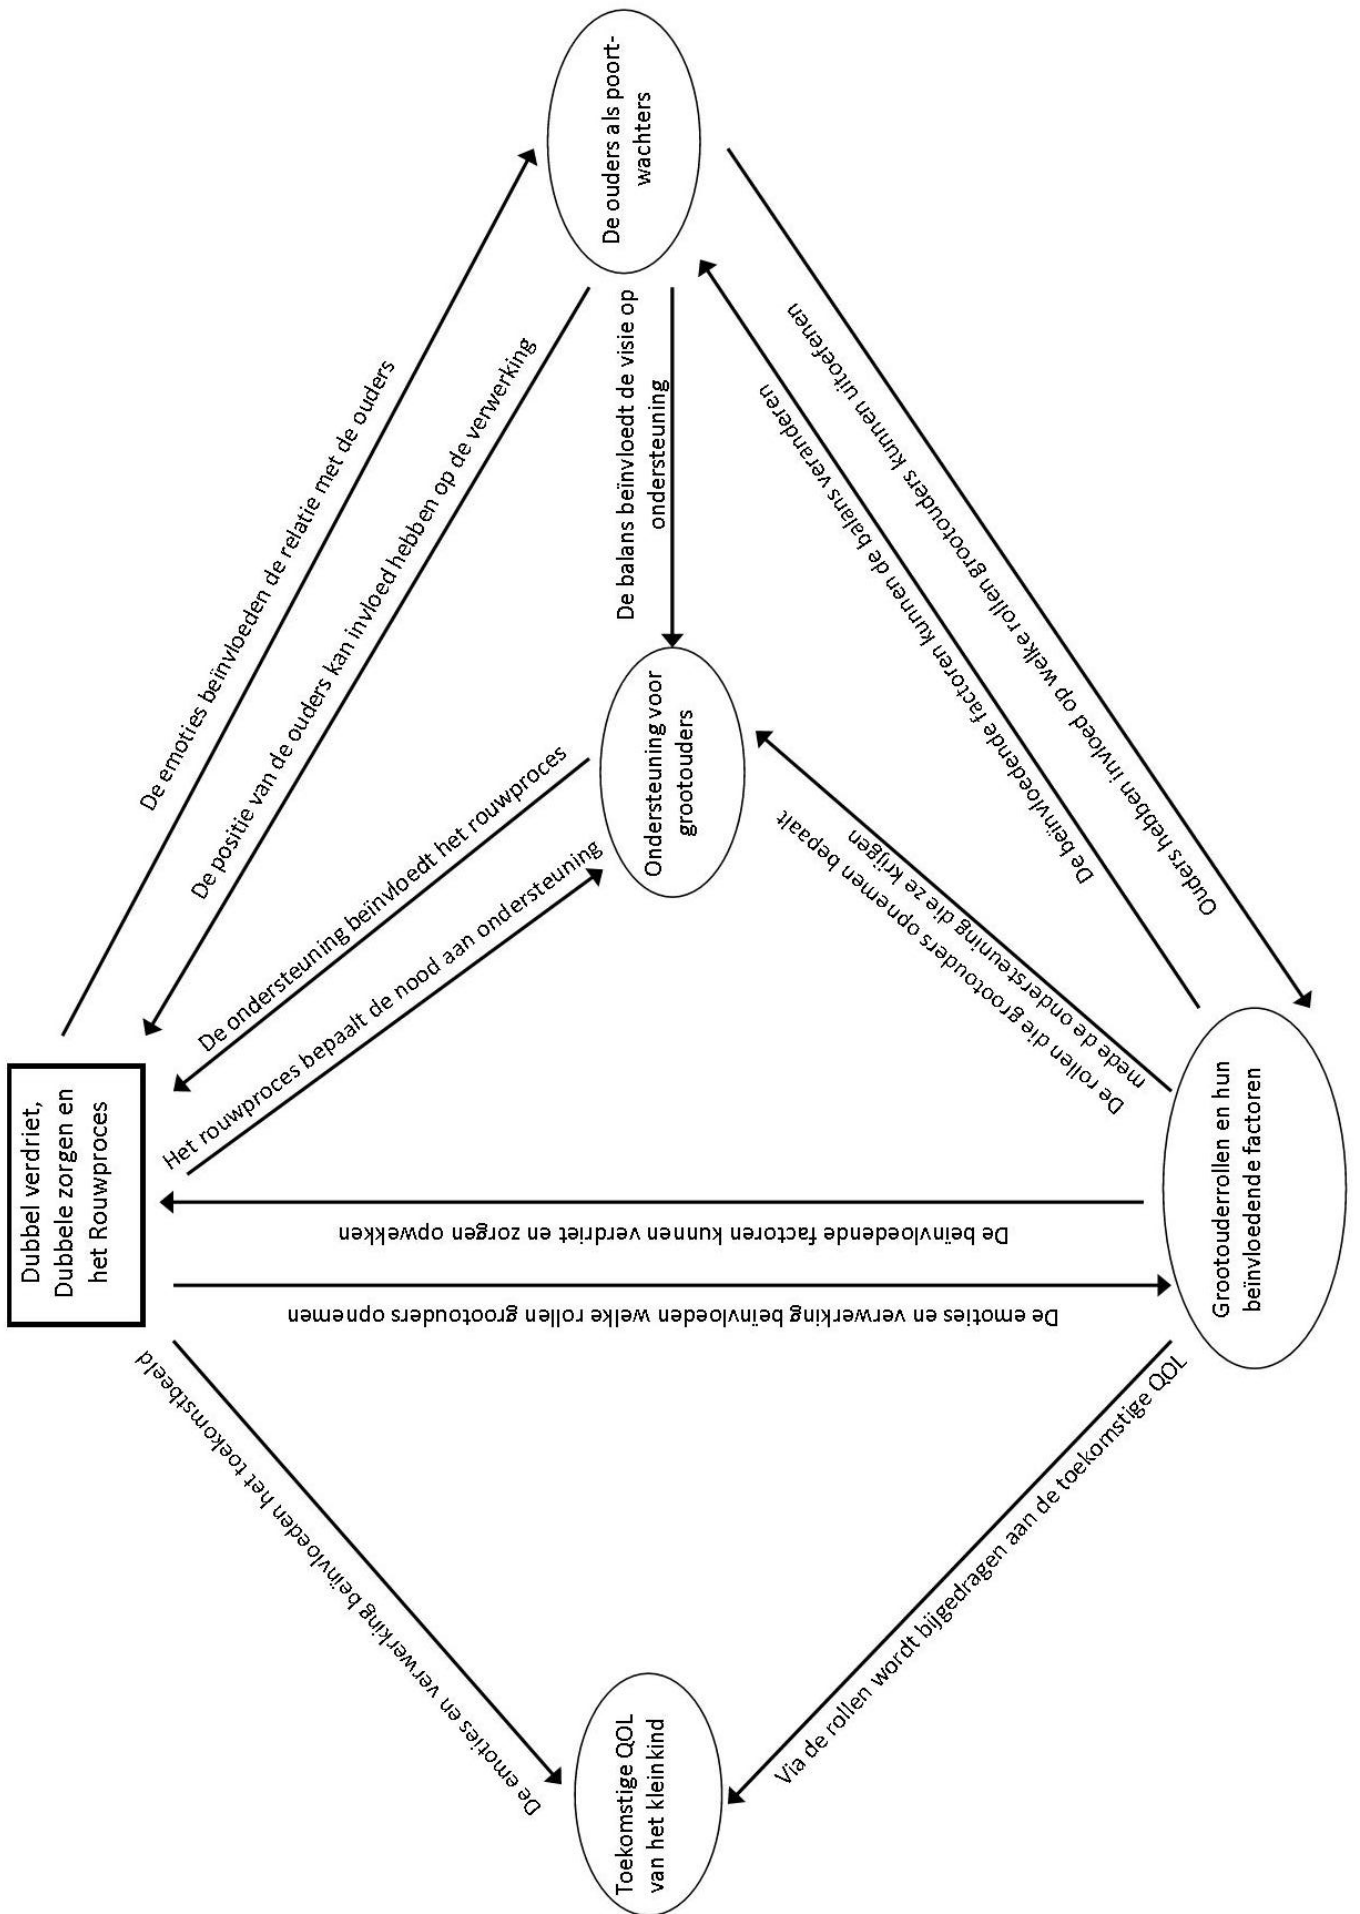 Dubbel verdriet,
Dubbele zorgen en
het Rouwproces
De emoties beïnvloeden de relatie met de ouders
De positie van de ouders kan invloed hebben op de verwerking
De ouders als poort-
wachters
De balans beïnvloedt de visie op
ondersteuning
De ondersteuning beïnvloedt het rouwproces
Het rouwproces bepaalt de nood aan ondersteuning
Ondersteuning voor
grootouders
De emoties en verwerking beïnvloeden het toekomstbeeld
De emoties en verwerking beïnvloeden welke rollen grootouders opnemen
De beïnvloedende factoren kunnen verdriet en zorgen opwekken
De rollen die grootouders opnemen bepaalt
mede de ondersteuning die ze krijgen
De beïnvloedende factoren kunnen de balans veranderen
Ouders hebben invloed op welke rollen grootouders kunnen uitoefenen
Toekomstige QOL
van het kleinkind
Via de rollen wordt bijgedragen aan de toekomstige QOL
Grootouderrollen en hun
beïnvloedende factoren